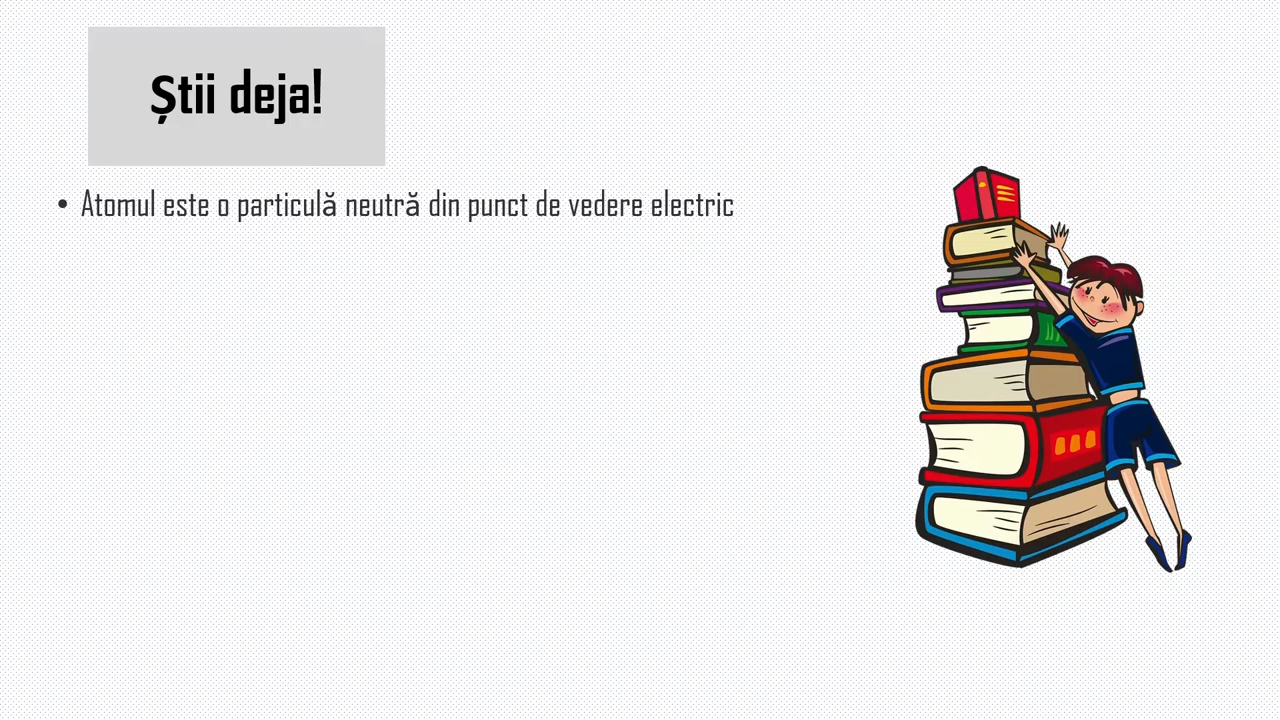 Știi deja!
• Atomul este o particulă neutră din punct de vedere electric